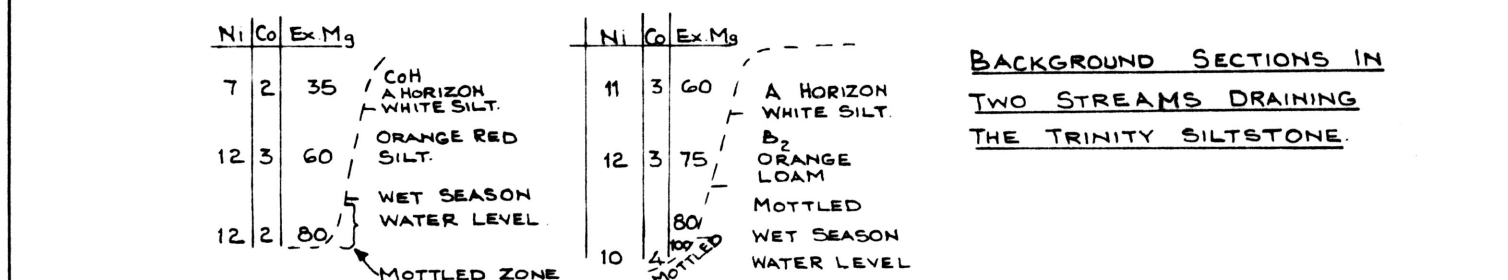 Ni Co Ex.Mg
7 2 35
COH
A HORIZON
WHITE SILT.
12 3 60
ORANGE RED
SILT.
WET SEASON
WATER LEVEL
12 2 80
MOTTLED ZONE
Ni Co Ex.Mg
11 3 60
A HORIZON
WHITE SILT.
B2
12 3 75
ORANGE
LOAM
MOTTLED
80
100
MOTTLED
WET SEASON
10 4
WATER LEVEL
BACKGROUND SECTIONS IN
TWO STREAMS DRAINING
THE TRINITY SILTSTONE.